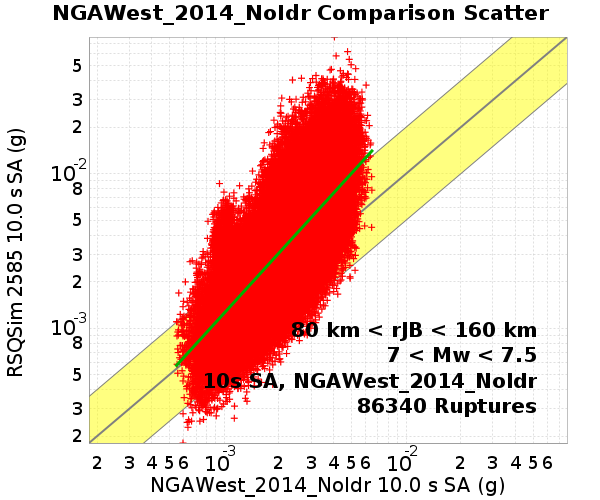 NGAWest_2014_NoIdr Comparison Scatter
RSQSim 2585 10.0 s SA (g)
5
3
2
10-2
8
5
3
2
10-3
8
5
3
2
80 km < rJB < 160 km
7 < Mw < 7.5
10s SA, NGAWest_2014_NoIdr
86340 Ruptures
2 3 4 5 6 10-3 2 3 4 5 6 10-2 2 3 4 5 6
NGAWest_2014_NoIdr 10.0 s SA (g)